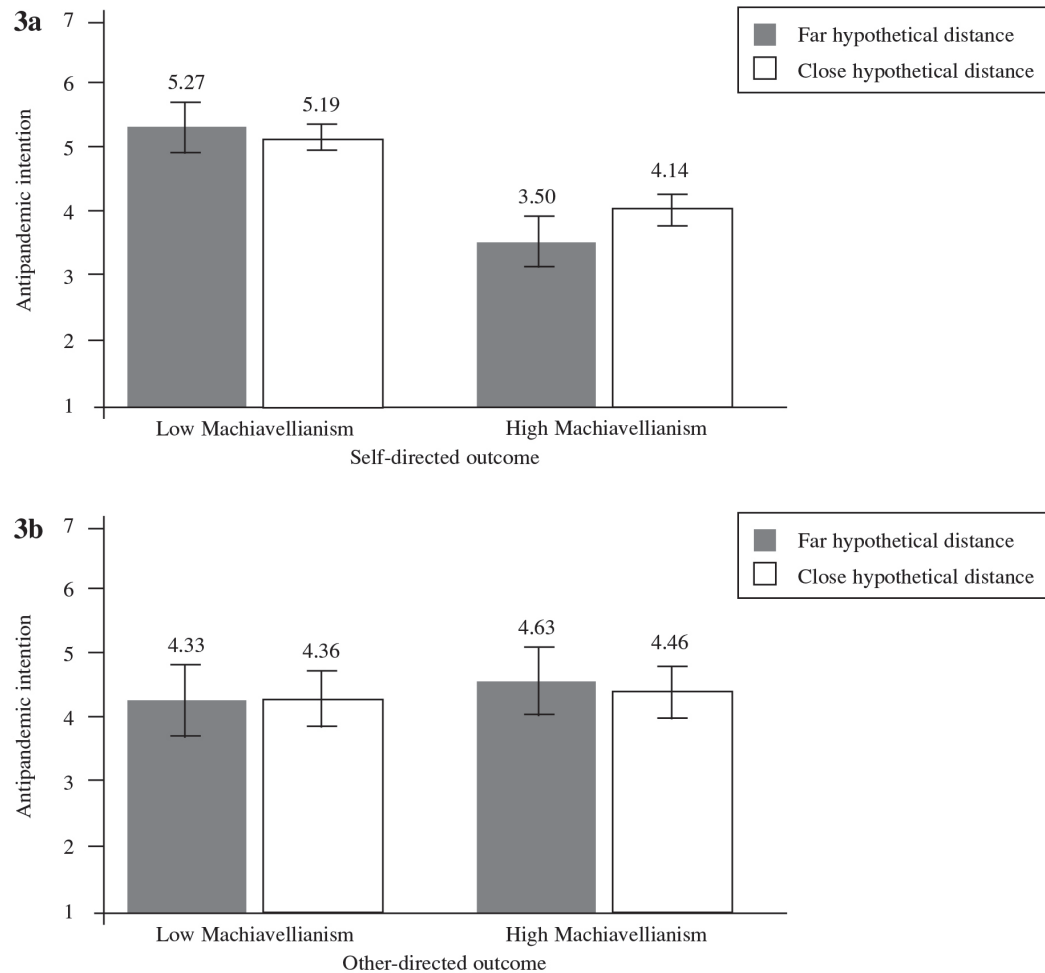 3a
7
6
5
4
3
2
1
Antipandemic intention
Far hypothetical distance
Close hypothetical distance
5.27
5.19
3.50
4.14
Low Machiavellianism
High Machiavellianism
Self-directed outcome
3b
7
6
5
4
3
2
1
Antipandemic intention
Far hypothetical distance
Close hypothetical distance
4.33
4.36
4.63
4.46
Low Machiavellianism
High Machiavellianism
Other-directed outcome